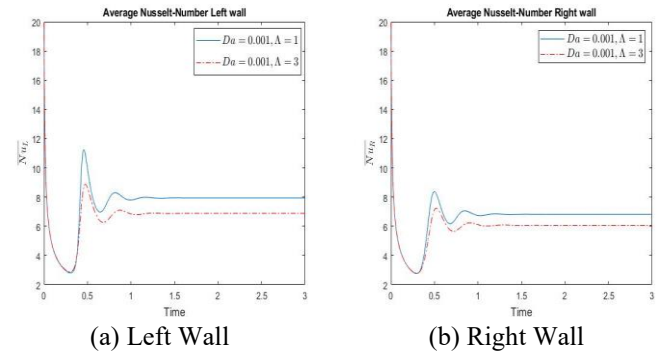 Average Nusselt-Number Left wall
Da = 0.001, Λ = 1
Da = 0.001, Λ = 3
20
18
16
14
12
10
8
6
4
2
Nu_L
0 0.5 1 1.5 2 2.5 3
Time
(a) Left Wall
Average Nusselt-Number Right wall
Da = 0.001, Λ = 1
Da = 0.001, Λ = 3
20
18
16
14
12
10
8
6
4
2
Nu_R
0 0.5 1 1.5 2 2.5 3
Time
(b) Right Wall